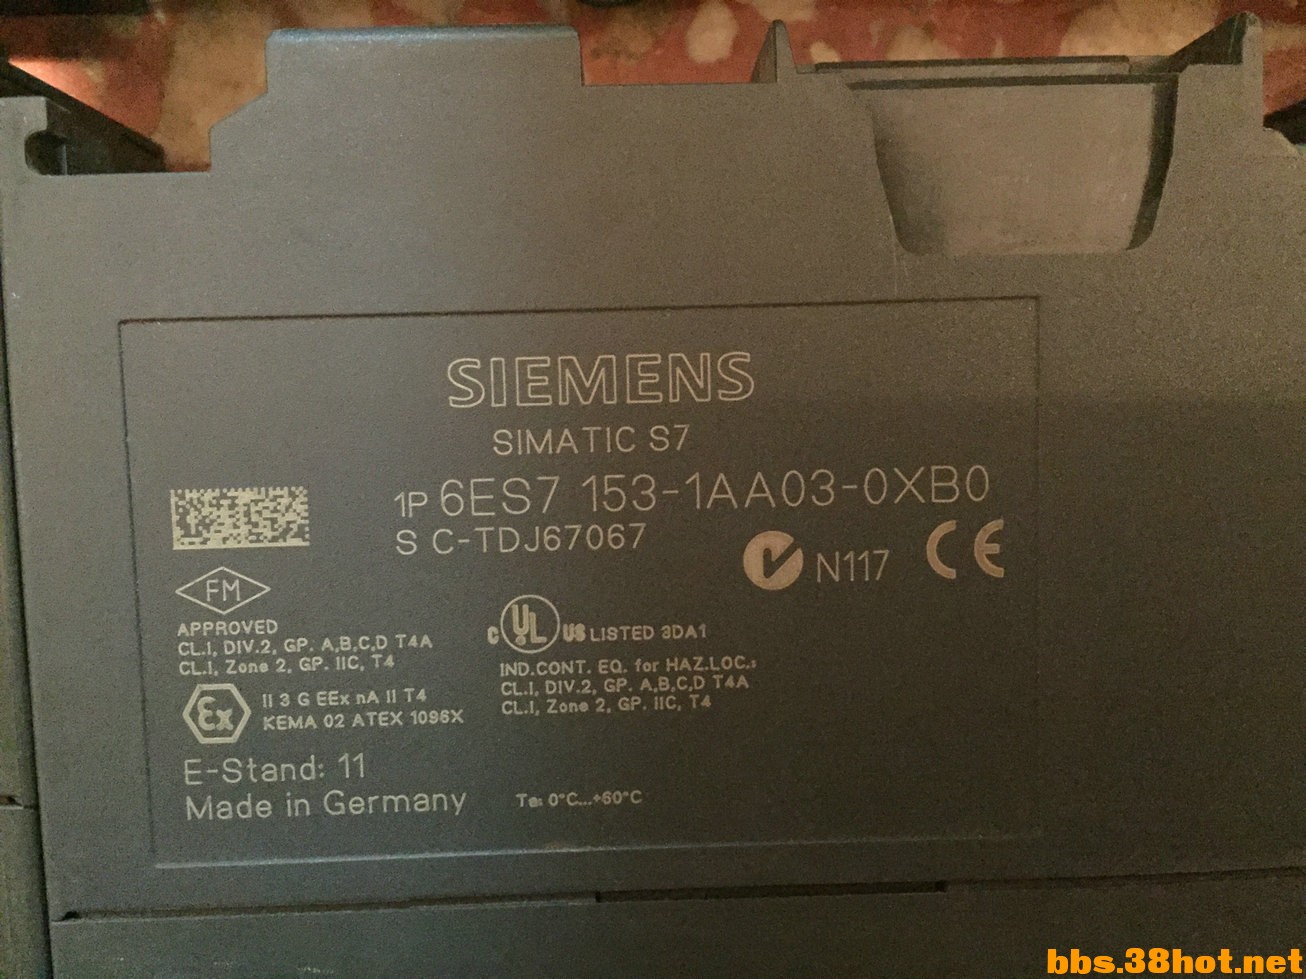 SIEMENS
SIMATIC S7
1P 6ES7 153-1AA03-0XB0
S C-TDJ67067
N117 CE
FM
APPROVED
CL.I, DIV.2, GP. A,B,C,D T4A
CL.I, Zone 2, GP. IIC, T4
Ex II 3 G EEx nA II T4
KEMA 02 ATEX 1096X
C UL US LISTED 3DA1
IND.CONT. EQ. for HAZ.LOC.:
CL.I, DIV.2, GP. A,B,C,D T4A
CL.I, Zone 2, GP. IIC, T4
E-Stand: 11
Made in Germany
Ta: 0°C...+60°C
bbs.38hot.net